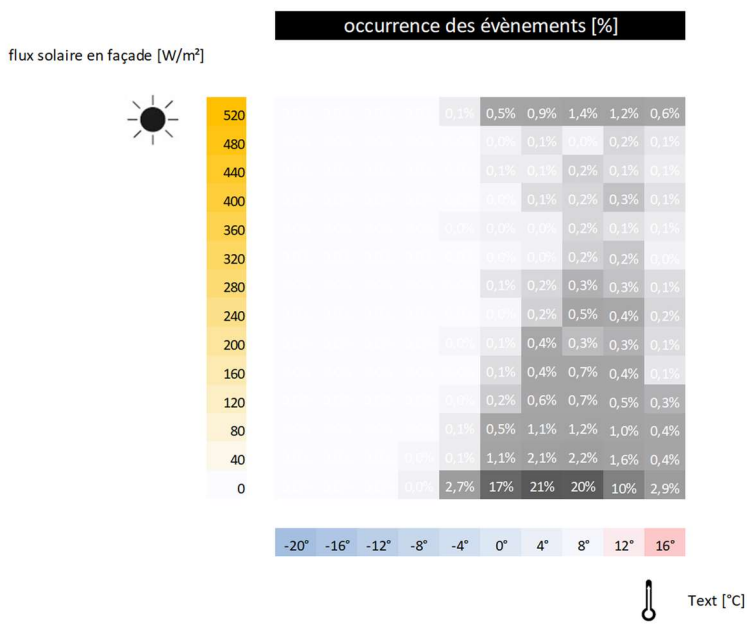 occurrence des évènements [%]
flux solaire en façade [W/m²]
520 0,1% 0,5% 0,9% 1,4% 1,2% 0,6%
480 0,0% 0,1% 0,0% 0,2% 0,1%
440 0,1% 0,1% 0,2% 0,1% 0,1%
400 0,0% 0,1% 0,2% 0,3% 0,1%
360 0,0% 0,0% 0,0% 0,2% 0,1% 0,1%
320 0,0% 0,0% 0,2% 0,2% 0,0%
280 0,1% 0,2% 0,3% 0,3% 0,1%
240 0,0% 0,2% 0,5% 0,4% 0,2%
200 0,0% 0,1% 0,4% 0,3% 0,3% 0,1%
160 0,1% 0,4% 0,7% 0,4% 0,1%
120 0,0% 0,2% 0,6% 0,7% 0,5% 0,3%
80 0,1% 0,5% 1,1% 1,2% 1,0% 0,4%
40 0,0% 0,1% 1,1% 2,1% 2,2% 1,6% 0,4%
0 0,0% 2,7% 17% 21% 20% 10% 2,9%
-20° -16° -12° -8° -4° 0° 4° 8° 12° 16°
Text [°C]